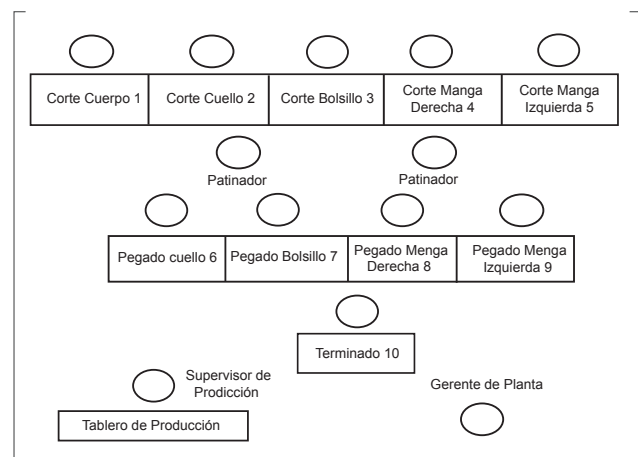 Corte Cuerpo 1
Corte Cuello 2
Corte Bolsillo 3
Corte Manga
Derecha 4
Corte Manga
Izquierda 5
Patinador
Patinador
Pegado cuello 6
Pegado Bolsillo 7
Pegado Menga
Derecha 8
Pegado Menga
Izquierda 9
Terminado 10
Supervisor de
Prodicción
Gerente de Planta
Tablero de Producción